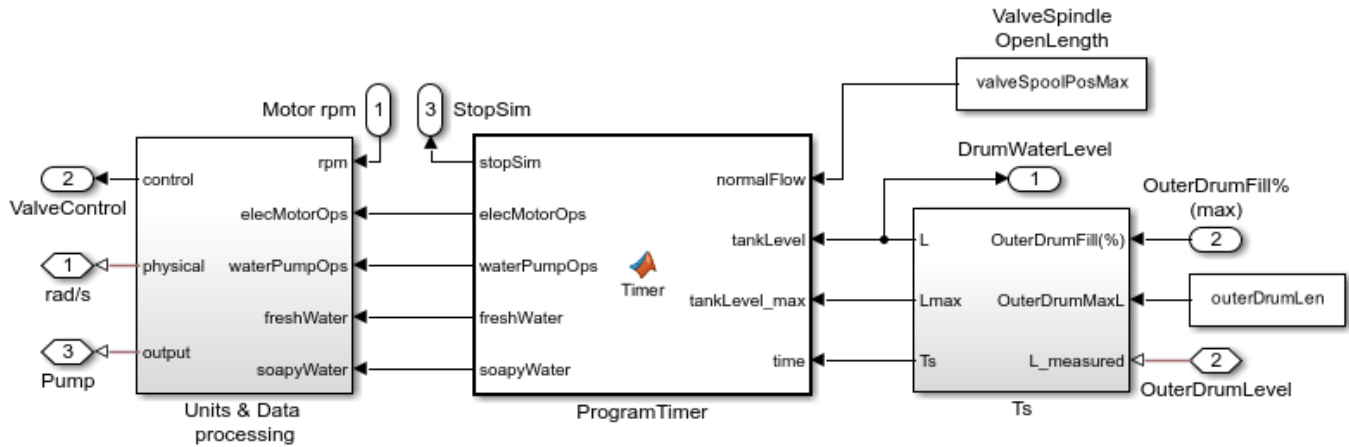 ValveSpindle
OpenLength
valveSpoolPosMax
Motor rpm
1
3
StopSim
DrumWaterLevel
1
OuterDrumFill%
(max)
2
2
ValveControl
control
rpm
stopSim
normalFlow
elecMotorOps
elecMotorOps
tankLevel
L
OuterDrumFill(%)
1
rad/s
physical
waterPumpOps
waterPumpOps
Timer
tankLevel_max
Lmax
OuterDrumMaxL
outerDrumLen
freshWater
freshWater
3
Pump
output
soapyWater
soapyWater
time
Ts
L_measured
2
OuterDrumLevel
Units & Data
processing
ProgramTimer
Ts